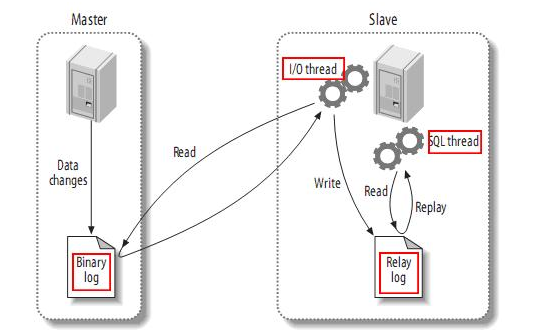 Master
Slave
I/O thread
SQL thread
Data
changes
Read
Write
Read
Replay
Binary
log
Relay
log